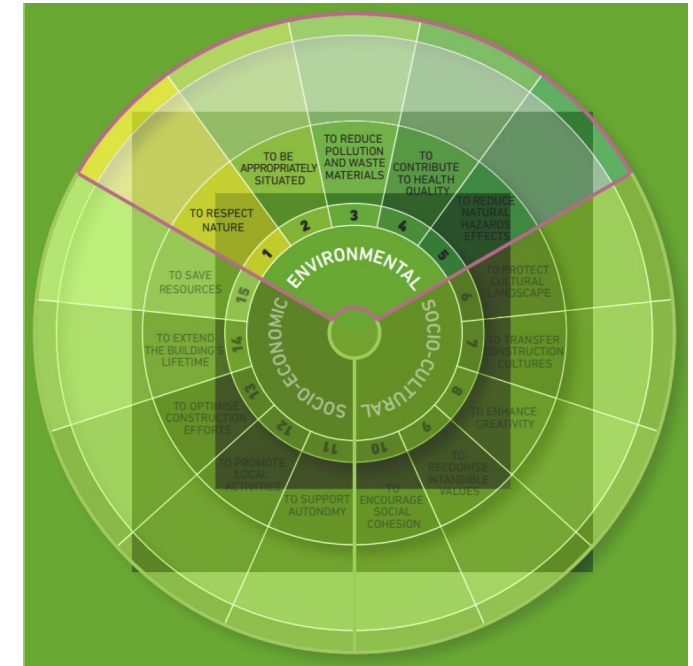 TO REDUCE
POLLUTION
AND WASTE
MATERIALS
TO BE
APPROPRIATELY
SITUATED
TO
CONTRIBUTE
TO HEALTH
QUALITY
TO RESPECT
NATURE
TO REDUCE
NATURAL
HAZARDS
EFFECTS
1
2
3
4
5
ENVIRONMENTAL
TO SAVE
RESOURCES
15
6
TO PROTECT
CULTURAL
LANDSCAPE
TO EXTEND
THE BUILDING'S
LIFETIME
14
SOCIO-ECONOMIC
SOCIO-CULTURAL
7
TO TRANSFER
CONSTRUCTION
CULTURES
TO OPTIMISE
CONSTRUCTION
EFFORTS
13
8
TO ENHANCE
CREATIVITY
12
11
10
9
TO PROMOTE
LOCAL
ACTIVITIES
TO RECOGNISE
INTANGIBLE
VALUES
TO SUPPORT
AUTONOMY
TO
ENCOURAGE
SOCIAL
COHESION